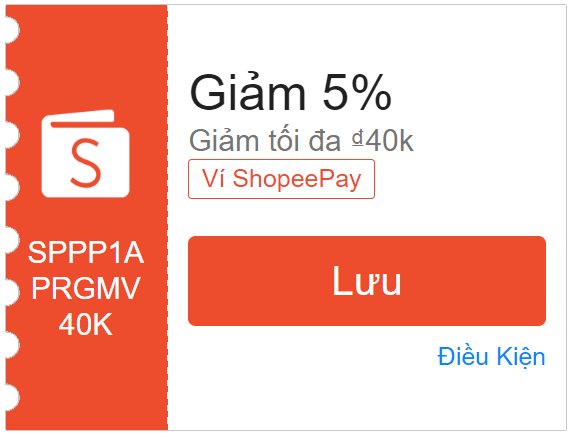 S
SPPP1A
PRGMV
40K
Giảm 5%
Giảm tối đa ₫40k
Ví ShopeePay
Lưu
Điều Kiện